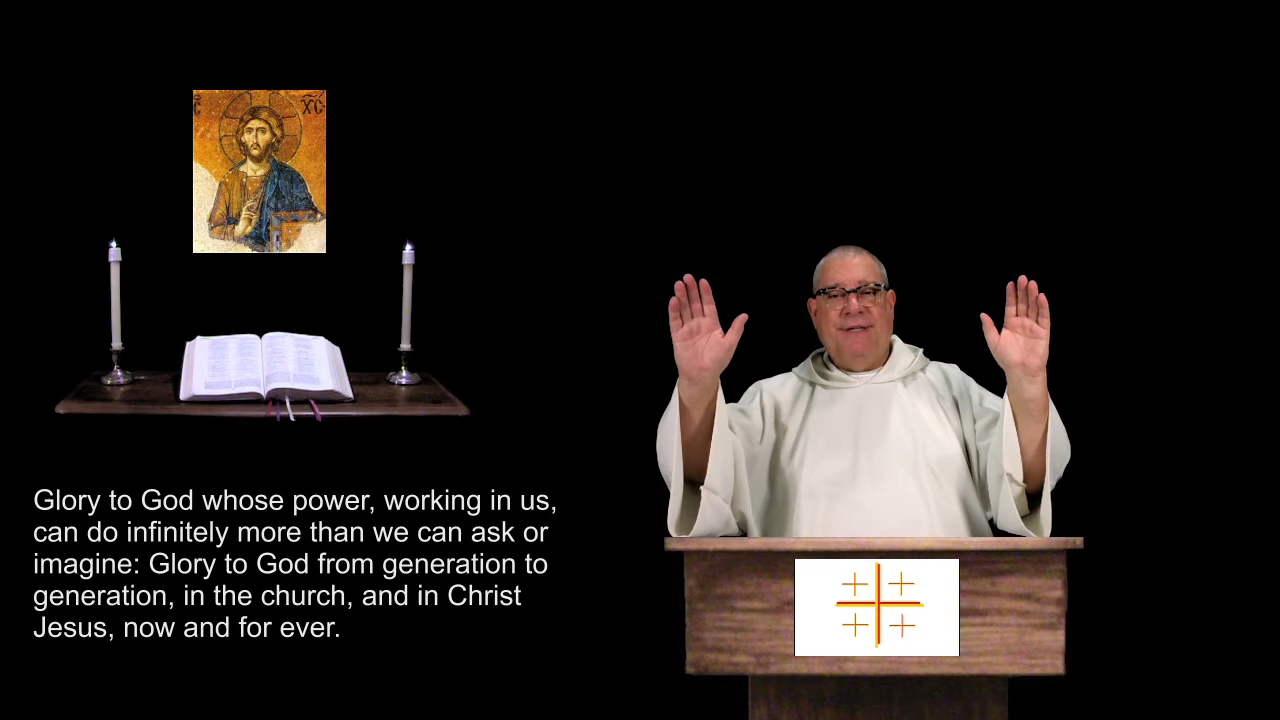 C XC
Glory to God whose power, working in us,
can do infinitely more than we can ask or
imagine: Glory to God from generation to
generation, in the church, and in Christ
Jesus, now and for ever.